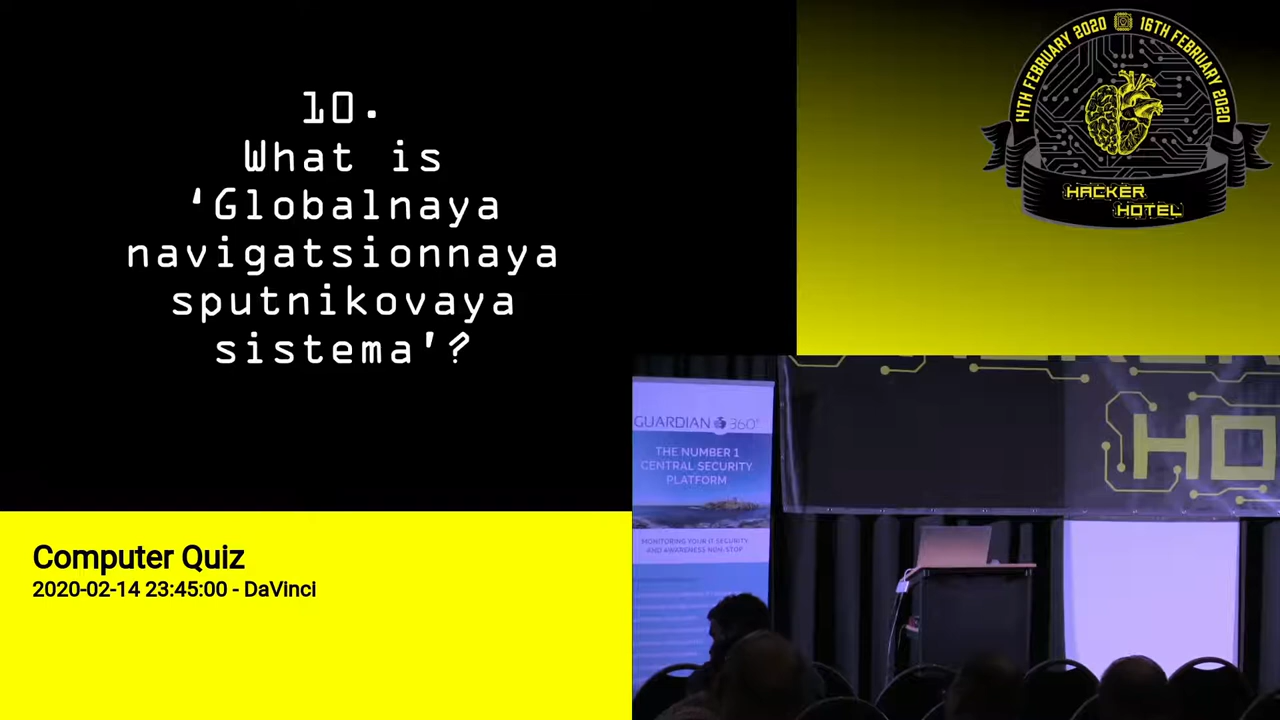 10.
What is
‘Globalnaya
navigatsionnaya
sputnikovaya
sistema’?
14TH FEBRUARY 2020
16TH FEBRUARY 2020
HACKER
HOTEL
GUARDIAN 360°
THE NUMBER 1
CENTRAL SECURITY
PLATFORM
MONITORING YOUR IT SECURITY
AND AWARENESS NON-STOP
HO
Computer Quiz
2020-02-14 23:45:00 - DaVinci